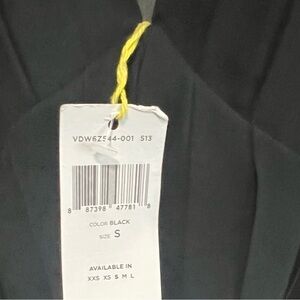 VDW6Z544-001 S13
8 87398 47781 8
COLOR BLACK
SIZE S
AVAILABLE IN
XXS XS S M L